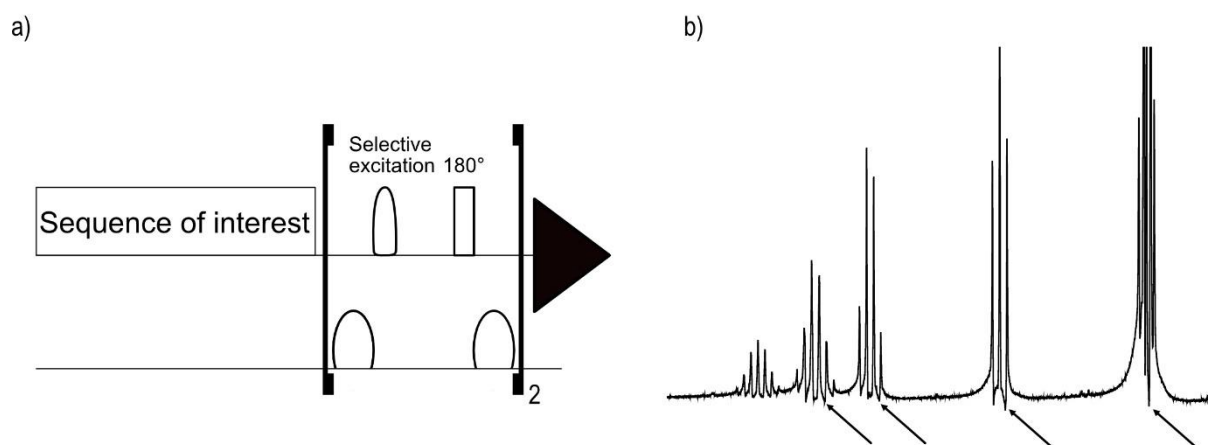 a)
b)
Selective
excitation 180°
Sequence of interest
2